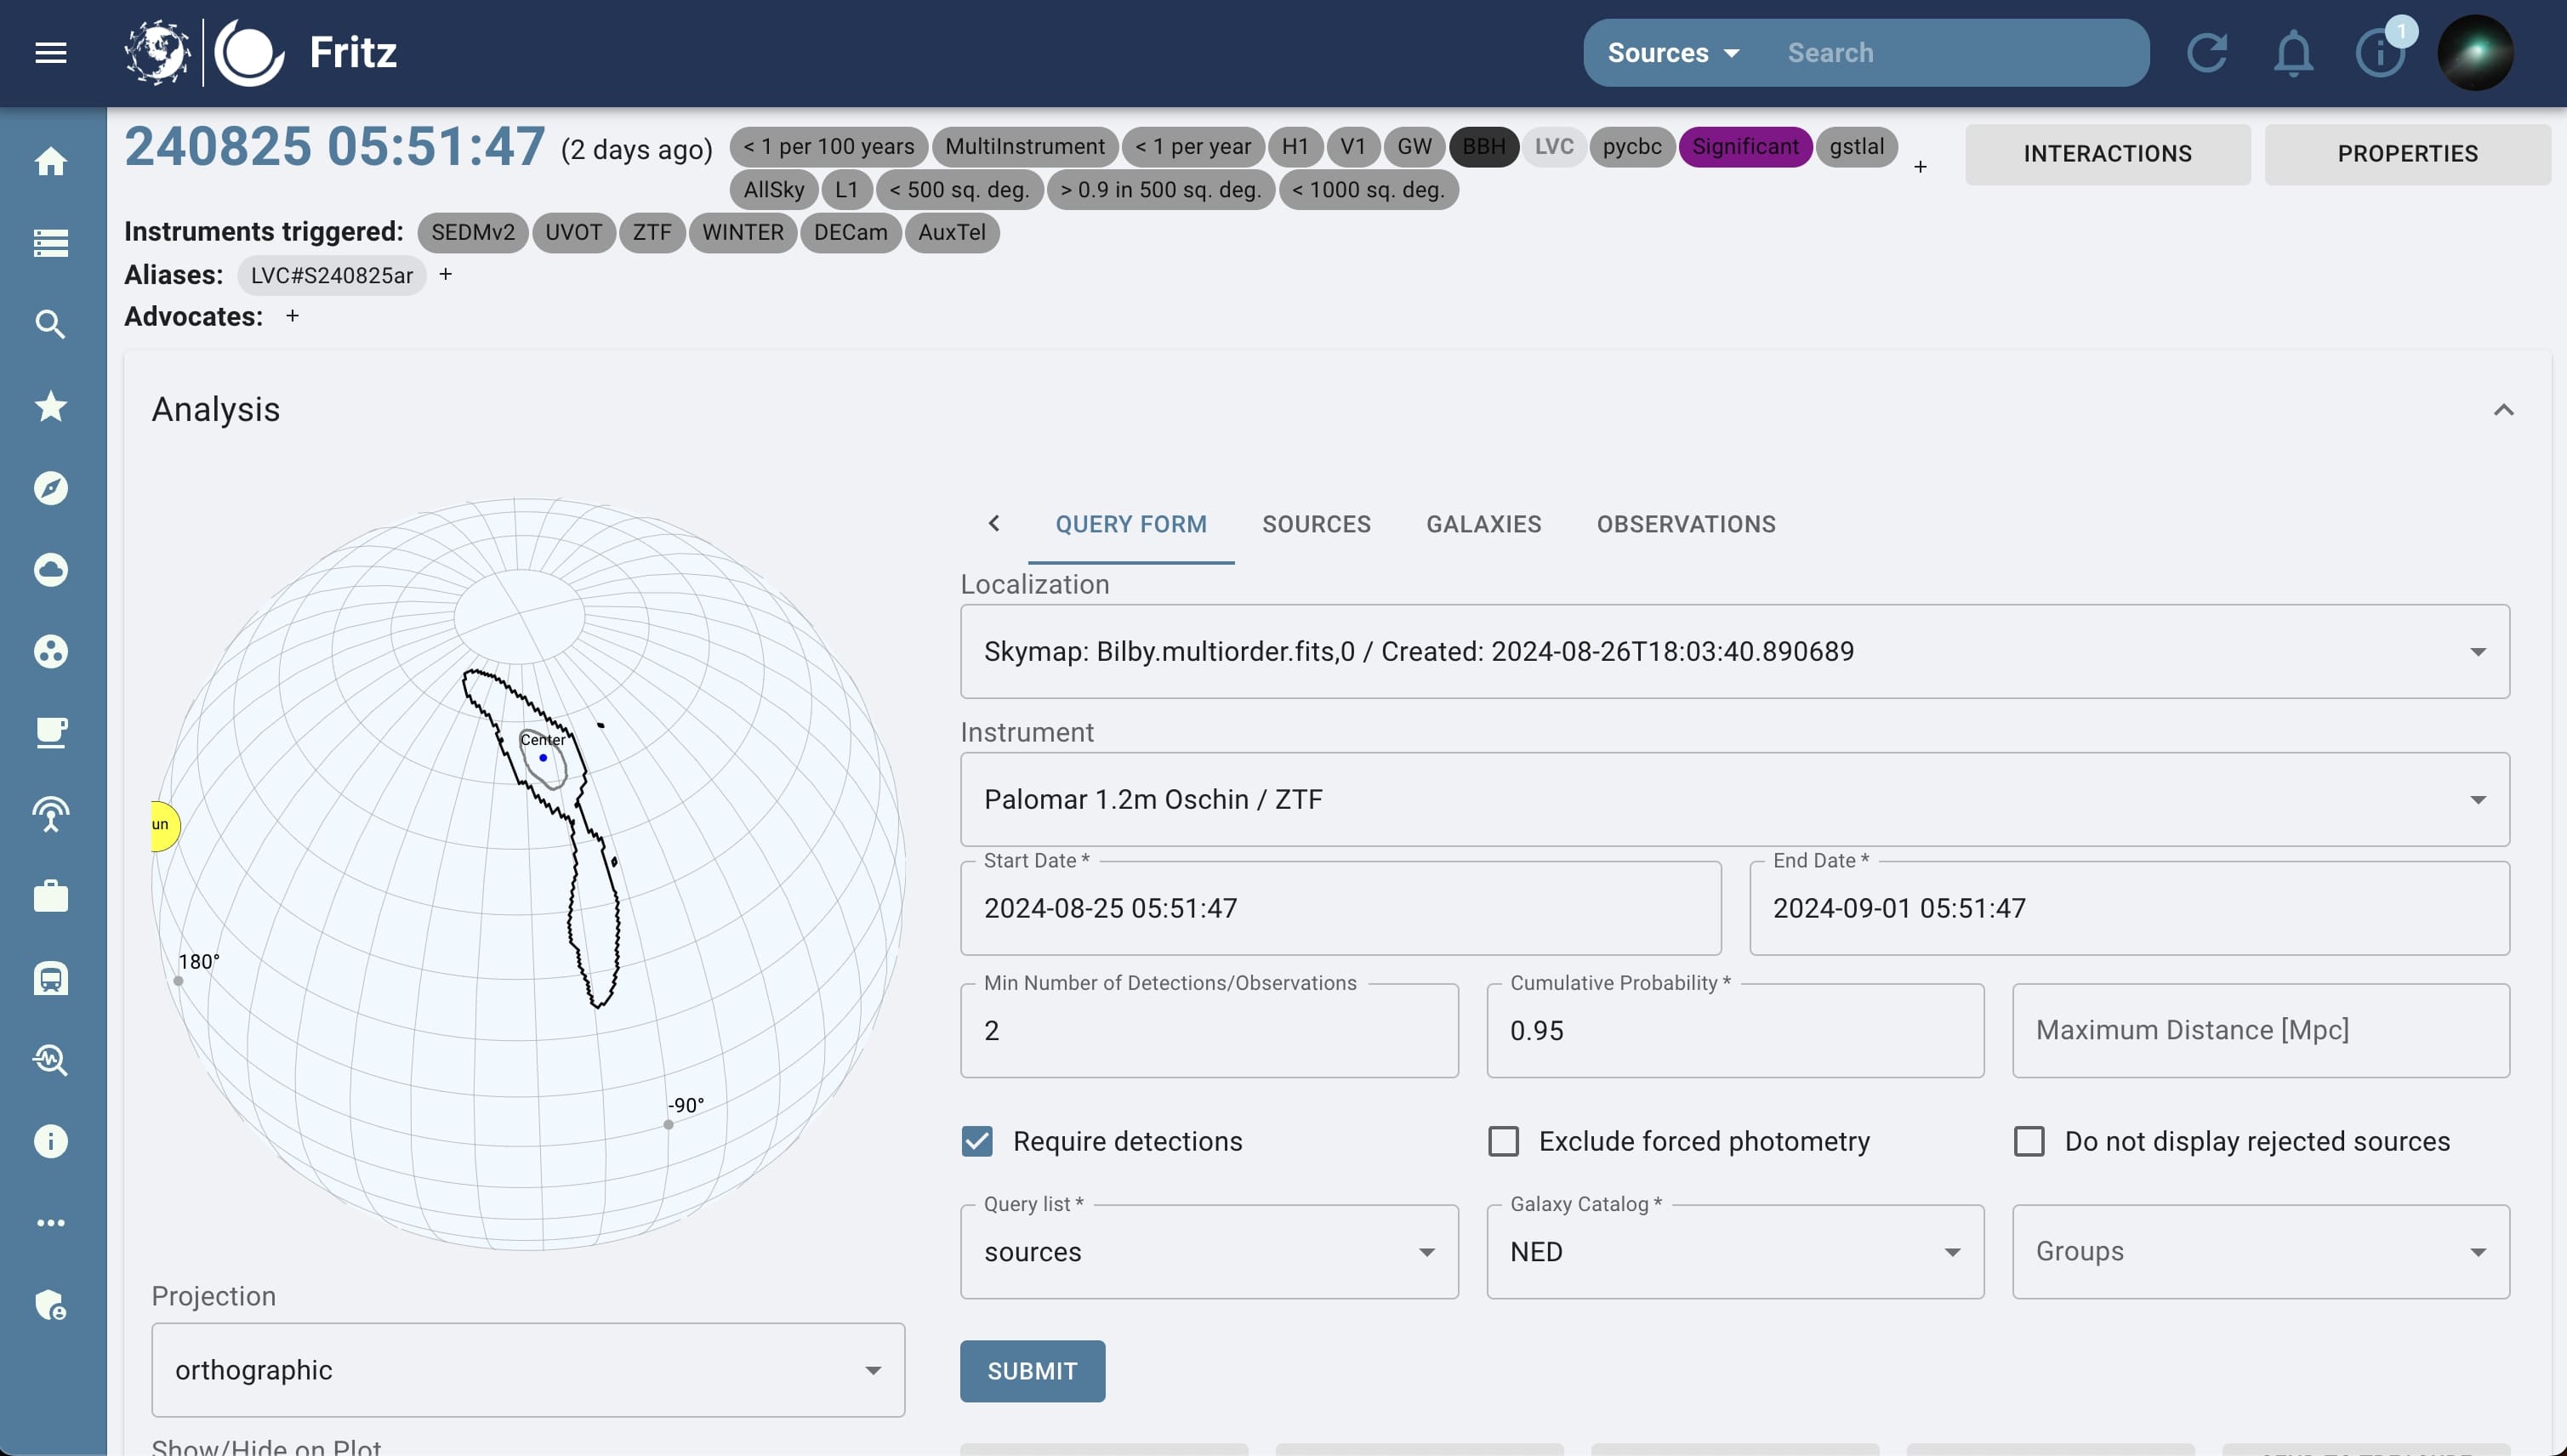 Fritz
Sources
Search
1
240825 05:51:47 (2 days ago)
< 1 per 100 years
MultiInstrument
< 1 per year
H1
V1
GW
BBH
LVC
pycbc
Significant
gstlal
+
AllSky
L1
< 500 sq. deg.
> 0.9 in 500 sq. deg.
< 1000 sq. deg.
INTERACTIONS
PROPERTIES
Instruments triggered: SEDMv2 UVOT ZTF WINTER DECam AuxTel
Aliases: LVC#S240825ar +
Advocates: +
Analysis
Center
un
180°
-90°
Projection
orthographic
Show/Hide on Plot
QUERY FORM
SOURCES
GALAXIES
OBSERVATIONS
Localization
Skymap: Bilby.multiorder.fits,0 / Created: 2024-08-26T18:03:40.890689
Instrument
Palomar 1.2m Oschin / ZTF
Start Date *
2024-08-25 05:51:47
End Date *
2024-09-01 05:51:47
Min Number of Detections/Observations
2
Cumulative Probability *
0.95
Maximum Distance [Mpc]
Require detections
Exclude forced photometry
Do not display rejected sources
Query list *
sources
Galaxy Catalog *
NED
Groups
SUBMIT